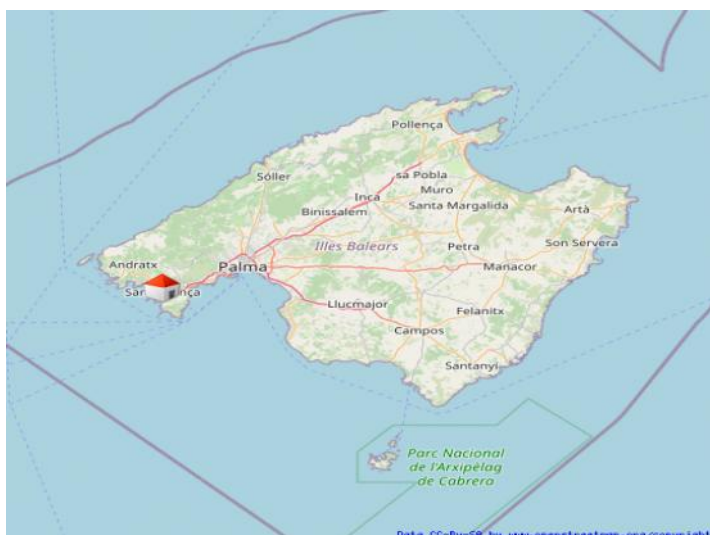 Pollença
sa Pobla
Sóller
Inca
Muro
Santa Margalida
Binissalem
Artà
Illes Balears
Petra
Son Servera
Andratx
Palma
Manacor
Llucmajor
Felanitx
Campos
Santanyí
Parc Nacional
de l'Arxipèlag
de Cabrera